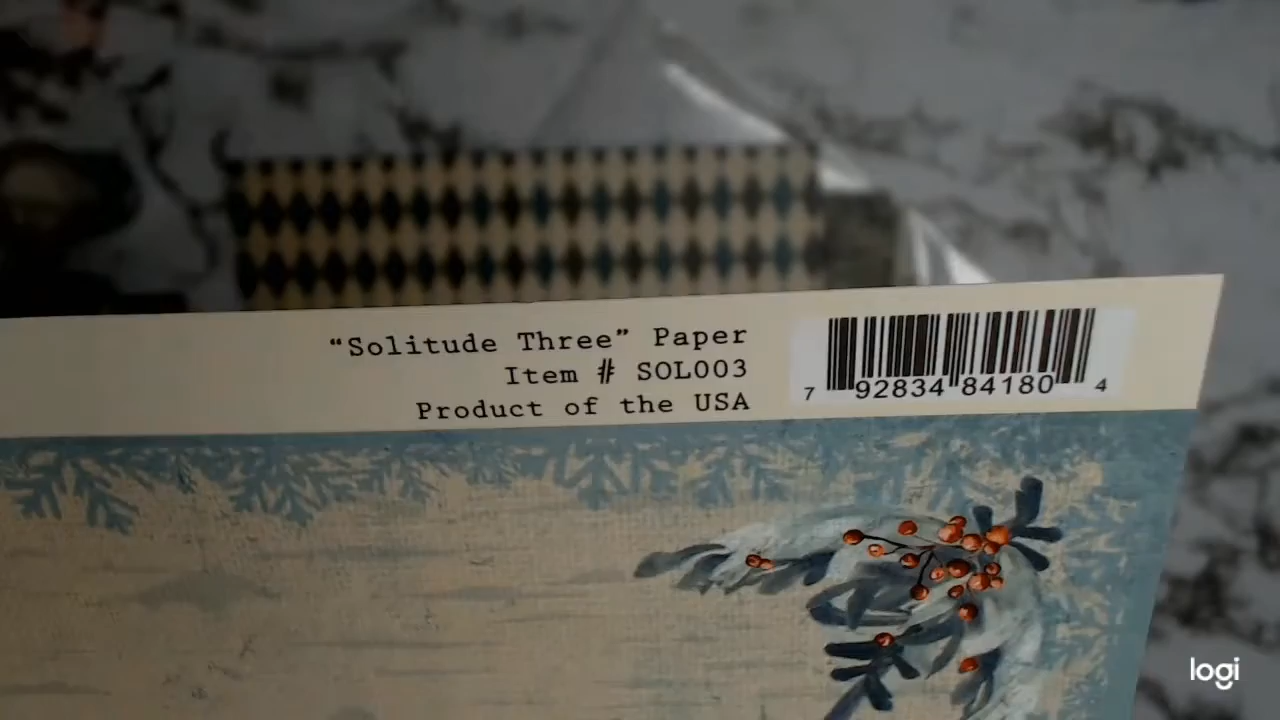 “Solitude Three” Paper
Item # SOL003
Product of the USA
7 92834 84180 4
logi